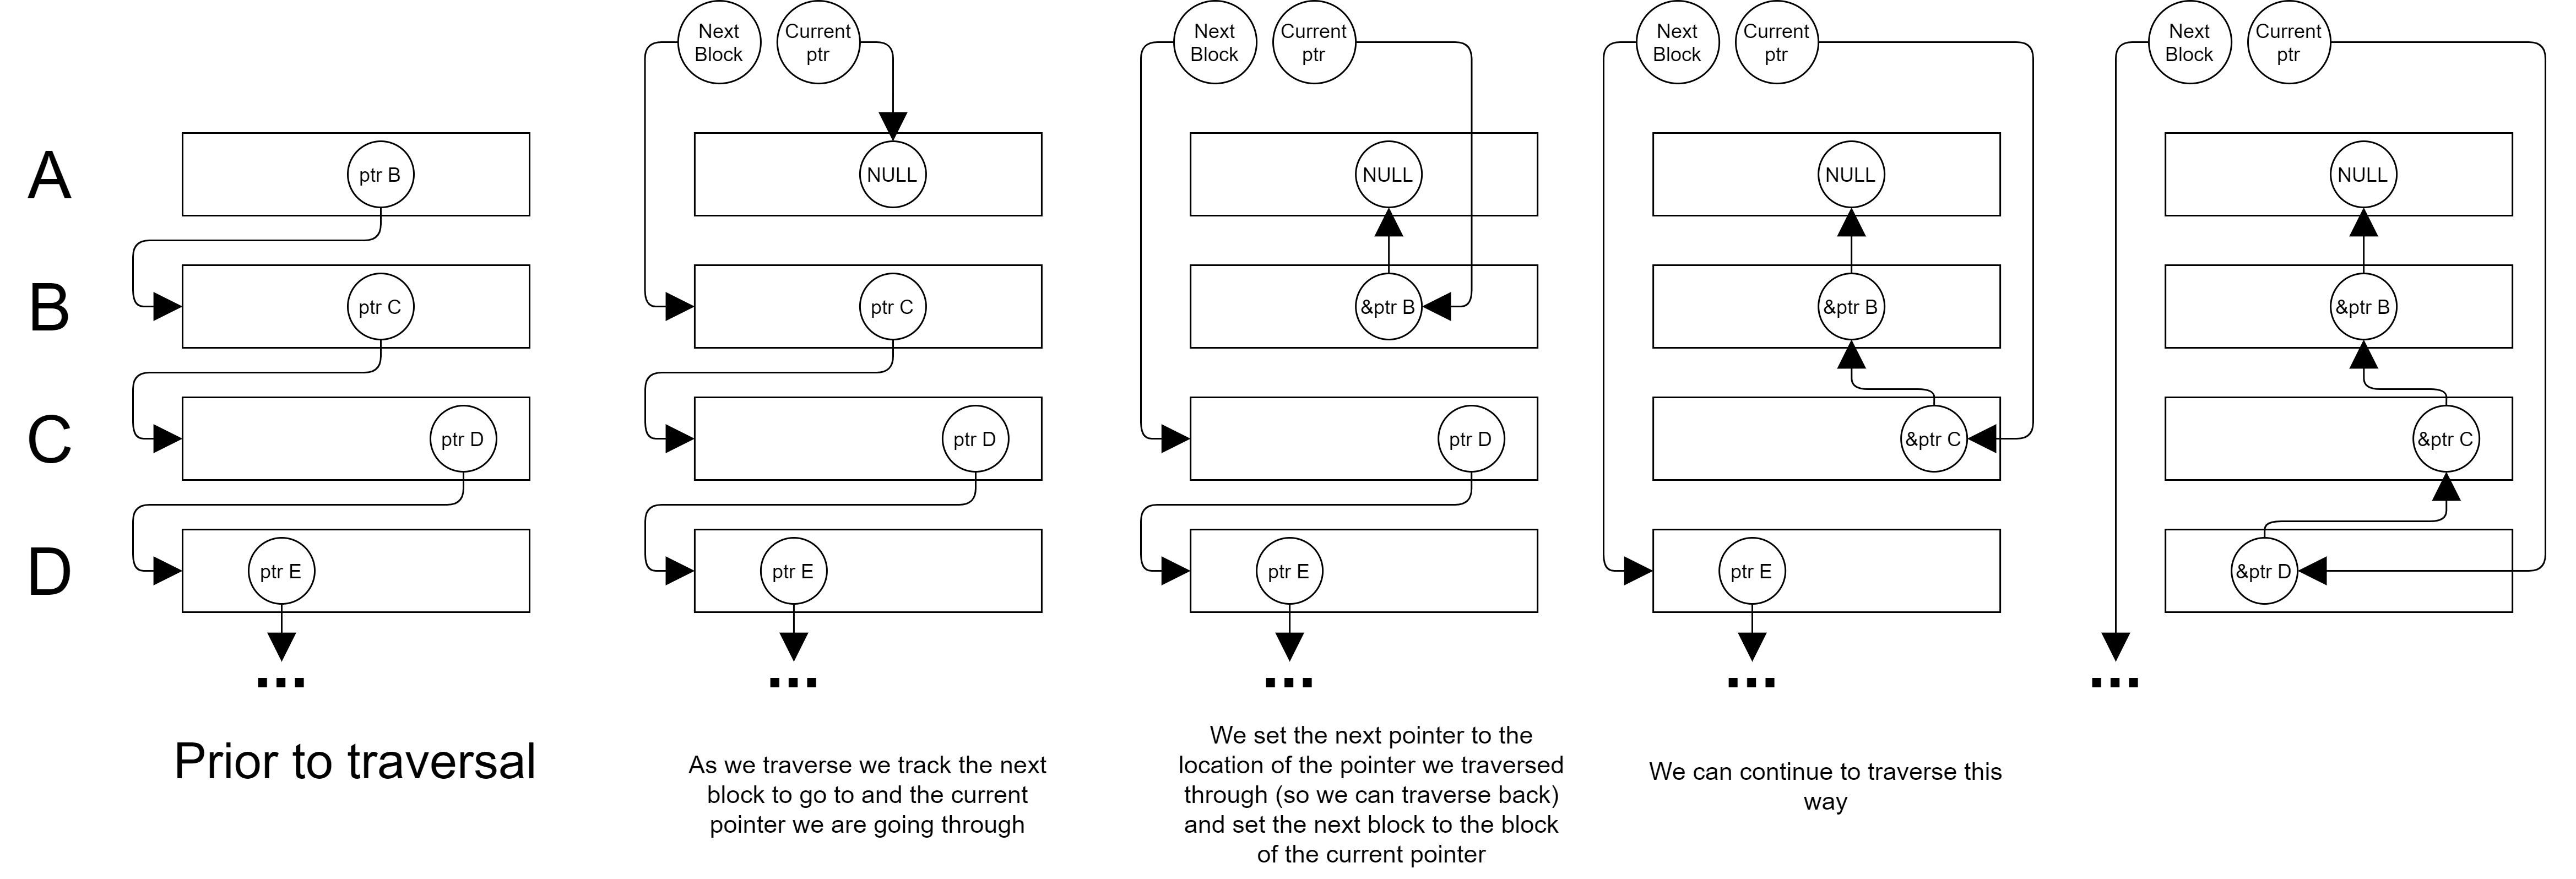 Next
Block
Current
ptr
Next
Block
Current
ptr
Next
Block
Current
ptr
Next
Block
Current
ptr
A
ptr B
NULL
NULL
NULL
NULL
B
ptr C
ptr C
&ptr B
&ptr B
&ptr B
C
ptr D
ptr D
ptr D
&ptr C
&ptr C
D
ptr E
ptr E
ptr E
ptr E
&ptr D
...
...
...
...
...
Prior to traversal
As we traverse we track the next
block to go to and the current
pointer we are going through
We set the next pointer to the
location of the pointer we traversed
through (so we can traverse back)
and set the next block to the block
of the current pointer
We can continue to traverse this
way